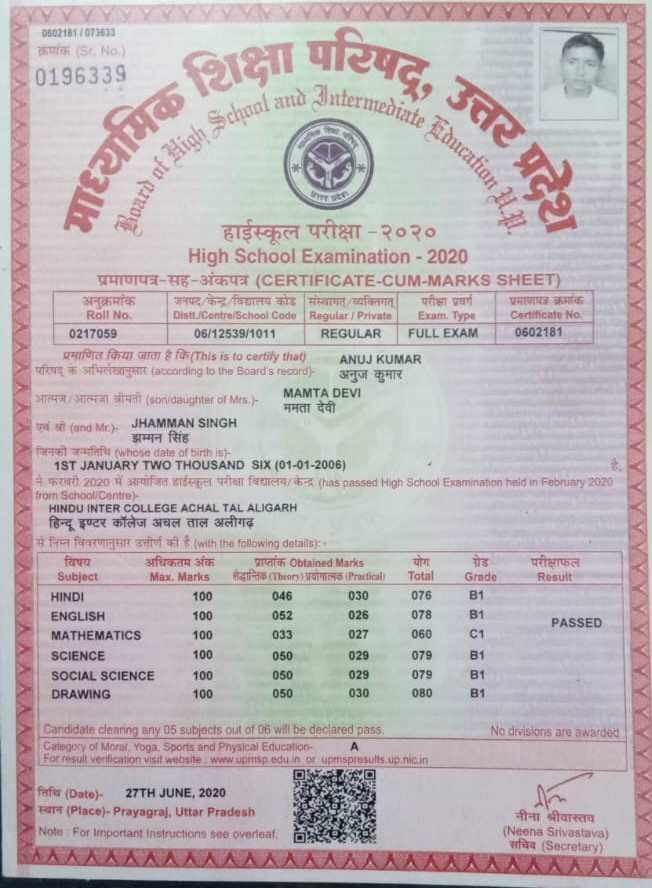 0602181 / 073633
क्रमांक (Sr. No.)
0196339
माध्यमिक शिक्षा परिषद्, उत्तर प्रदेश
Board of High School and Intermediate Education U.P.
माध्यमिक शिक्षा परिषद्
उत्तर प्रदेश
हाईस्कूल परीक्षा -२०२०
High School Examination - 2020
प्रमाणपत्र-सह-अंकपत्र (CERTIFICATE-CUM-MARKS SHEET)
अनुक्रमांक जनपद/केन्द्र/विद्यालय कोड संस्थागत/व्यक्तिगत परीक्षा प्रवर्ग प्रमाणपत्र क्रमांक
Roll No. Distt./Centre/School Code Regular / Private Exam. Type Certificate No.
0217059 06/12539/1011 REGULAR FULL EXAM 0602181
प्रमाणित किया जाता है कि(This is to certify that) ANUJ KUMAR
परिषद् के अभिलेखानुसार (according to the Board's record)- अनुज कुमार
आत्मज/आत्मजा श्रीमती (son/daughter of Mrs.)- MAMTA DEVI
ममता देवी
एवं श्री (and Mr.)- JHAMMAN SINGH
झम्मन सिंह
जिनकी जन्मतिथि (whose date of birth is)-
1ST JANUARY TWO THOUSAND SIX (01-01-2006) है,
ने फरवरी 2020 में आयोजित हाईस्कूल परीक्षा विद्यालय/केन्द्र (has passed High School Examination held in February 2020
from School/Centre)-
HINDU INTER COLLEGE ACHAL TAL ALIGARH
हिन्दू इण्टर कॉलेज अचल ताल अलीगढ़
से निम्न विवरणानुसार उत्तीर्ण की है (with the following details):-
विषय अधिकतम अंक प्राप्तांक Obtained Marks योग ग्रेड परीक्षाफल
Subject Max. Marks सैद्धान्तिक (Theory) प्रयोगात्मक (Practical) Total Grade Result
HINDI 100 046 030 076 B1
ENGLISH 100 052 026 078 B1 PASSED
MATHEMATICS 100 033 027 060 C1
SCIENCE 100 050 029 079 B1
SOCIAL SCIENCE 100 050 029 079 B1
DRAWING 100 050 030 080 B1
Candidate clearing any 05 subjects out of 06 will be declared pass. No divisions are awarded
Category of Moral, Yoga, Sports and Physical Education- A
For result verification visit website : www.upmsp.edu.in or upmspresults.up.nic.in
तिथि (Date)- 27TH JUNE, 2020
स्थान (Place)- Prayagraj, Uttar Pradesh
Note : For Important Instructions see overleaf.
नीना श्रीवास्तव
(Neena Srivastava)
सचिव (Secretary)